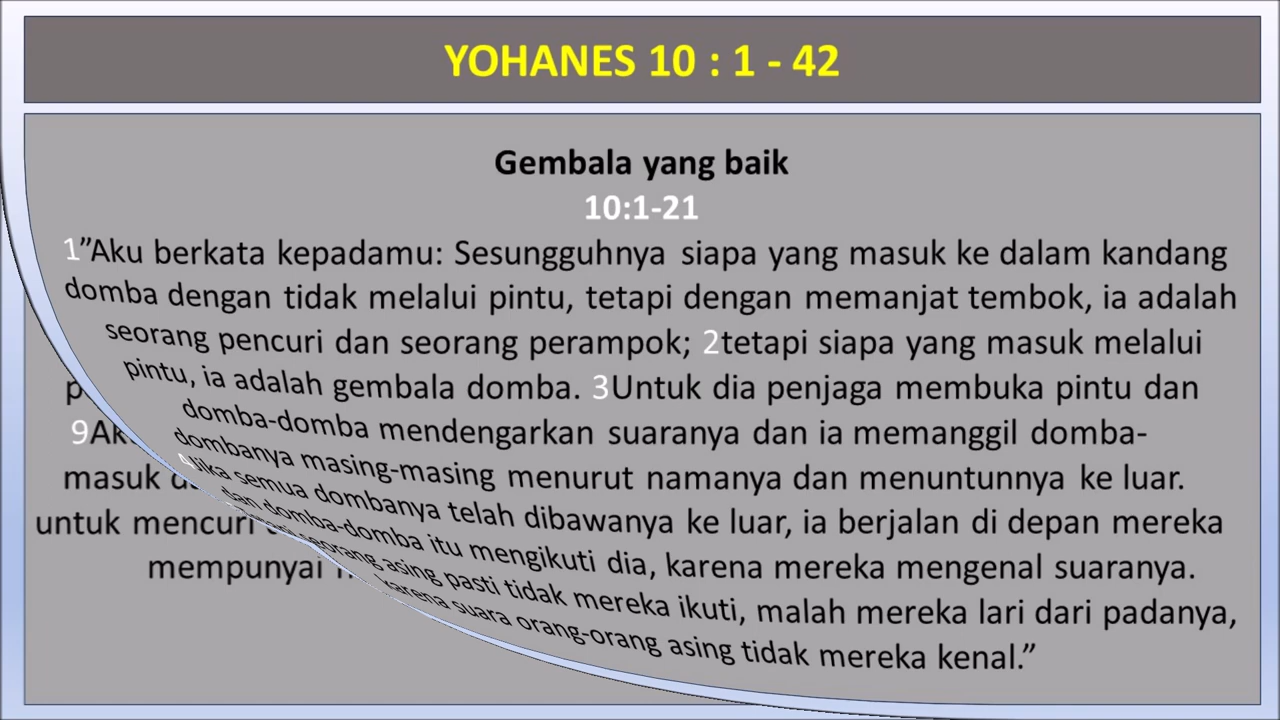 YOHANES 10 : 1 - 42
Gembala yang baik
10:1-21
1”Aku berkata kepadamu: Sesungguhnya siapa yang masuk ke dalam kandang
domba dengan tidak melalui pintu, tetapi dengan memanjat tembok, ia adalah
seorang pencuri dan seorang perampok; 2tetapi siapa yang masuk melalui
pintu, ia adalah gembala domba. 3Untuk dia penjaga membuka pintu dan
domba-domba mendengarkan suaranya dan ia memanggil domba-
dombanya masing-masing menurut namanya dan menuntunnya ke luar.
4Jika semua dombanya telah dibawanya ke luar, ia berjalan di depan mereka
dan domba-domba itu mengikuti dia, karena mereka mengenal suaranya.
seorang asing pasti tidak mereka ikuti, malah mereka lari dari padanya,
karena suara orang-orang asing tidak mereka kenal.”
masuk
untuk mencuri
mempunyai